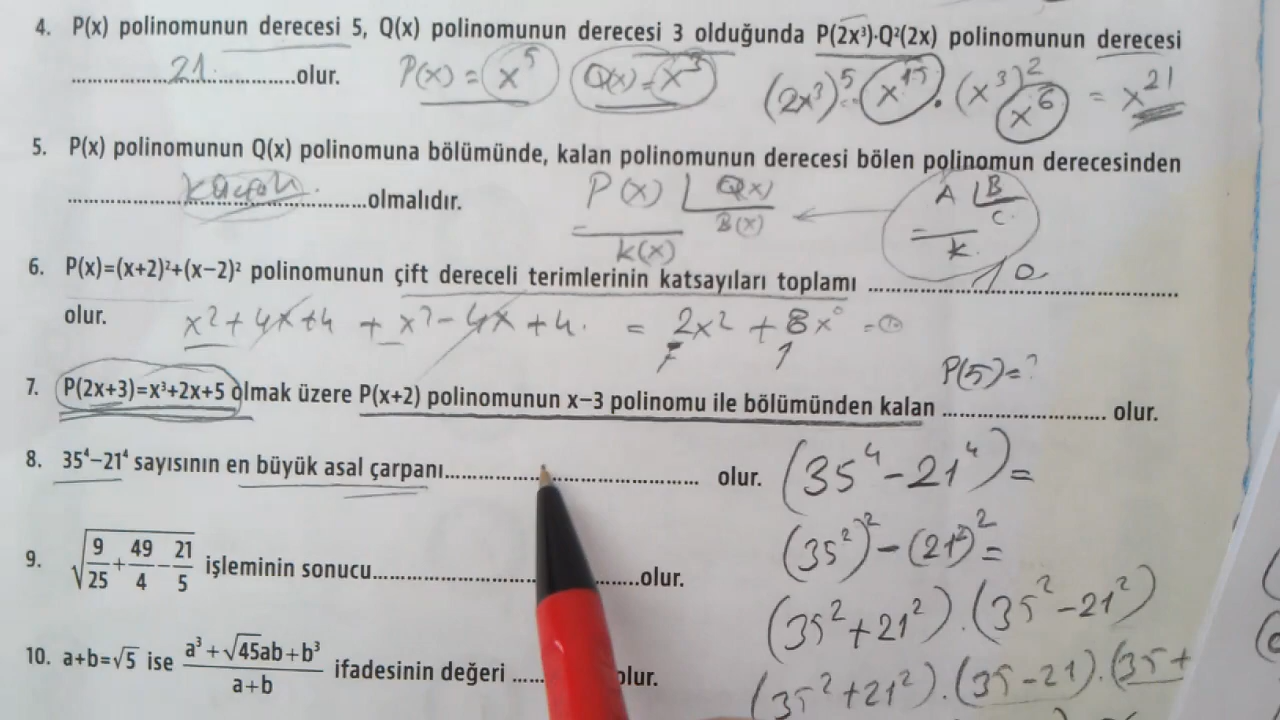 4. P(x) polinomunun derecesi 5, Q(x) polinomunun derecesi 3 olduğunda P(2x³)·Q²(2x) polinomunun derecesi
.....................21.....................olur. P(x) = x⁵ Q(x) = x³ (2x³)⁵ x¹⁵ . (x³)² x⁶ = x²¹
5. P(x) polinomunun Q(x) polinomuna bölümünde, kalan polinomunun derecesi bölen polinomun derecesinden
..........................................olmalıdır. P(x) Q(x) B(x) k(x) A B C k
6. P(x)=(x+2)²+(x−2)² polinomunun çift dereceli terimlerinin katsayıları toplamı ..........10..........
olur. x²+4x+4 + x²−4x+4 = 2x² + 8x⁰ =
P(5)=?
7. P(2x+3)=x³+2x+5 olmak üzere P(x+2) polinomunun x−3 polinomu ile bölümünden kalan ............................ olur.
8. 35⁴−21⁴ sayısının en büyük asal çarpanı........................................... olur. (35⁴−21⁴)=
(35²)²−(21²)²=
9. √(9/25 + 49/4 − 21/5) işleminin sonucu...............................olur.
(35²+21²).(35²−21²)
10. a+b=√5 ise (a³+√45ab+b³)/(a+b) ifadesinin değeri ...... olur.
(35²+21²).(35−21).(35+